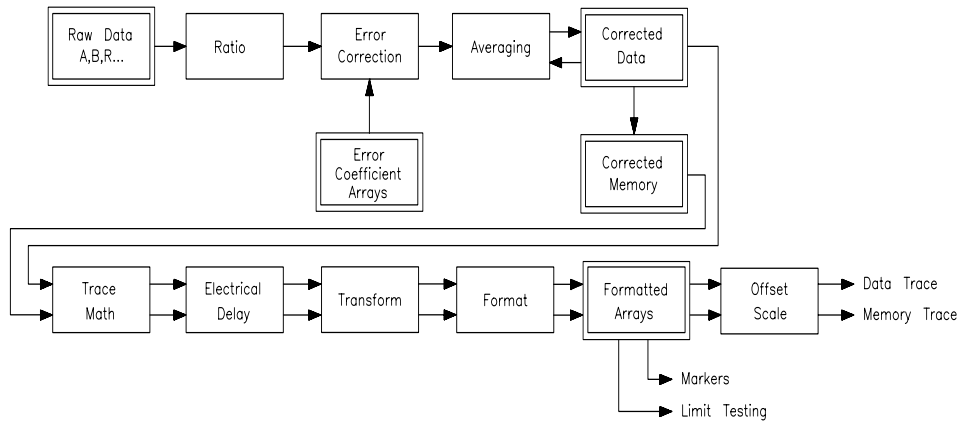 Raw Data
A,B,R...
Ratio
Error
Correction
Averaging
Corrected
Data
Error
Coefficient
Arrays
Corrected
Memory
Trace
Math
Electrical
Delay
Transform
Format
Formatted
Arrays
Offset
Scale
Data Trace
Memory Trace
Markers
Limit Testing